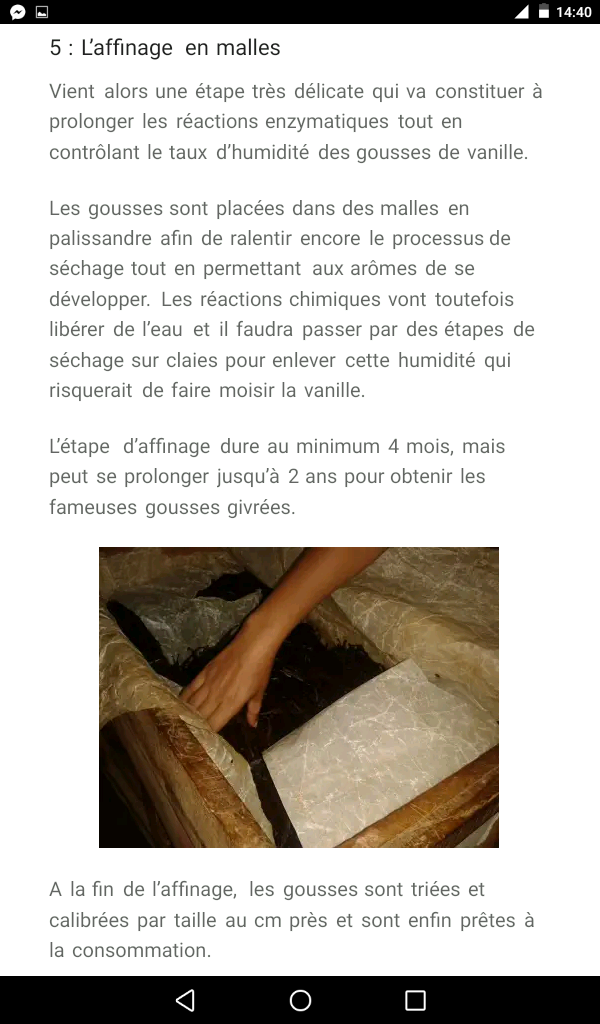 14:40
5 : L'affinage en malles
Vient alors une étape très délicate qui va constituer à
prolonger les réactions enzymatiques tout en
contrôlant le taux d'humidité des gousses de vanille.
Les gousses sont placées dans des malles en
palissandre afin de ralentir encore le processus de
séchage tout en permettant aux arômes de se
développer. Les réactions chimiques vont toutefois
libérer de l'eau et il faudra passer par des étapes de
séchage sur claies pour enlever cette humidité qui
risquerait de faire moisir la vanille.
L'étape d'affinage dure au minimum 4 mois, mais
peut se prolonger jusqu'à 2 ans pour obtenir les
fameuses gousses givrées.
A la fin de l'affinage, les gousses sont triées et
calibrées par taille au cm près et sont enfin prêtes à
la consommation.